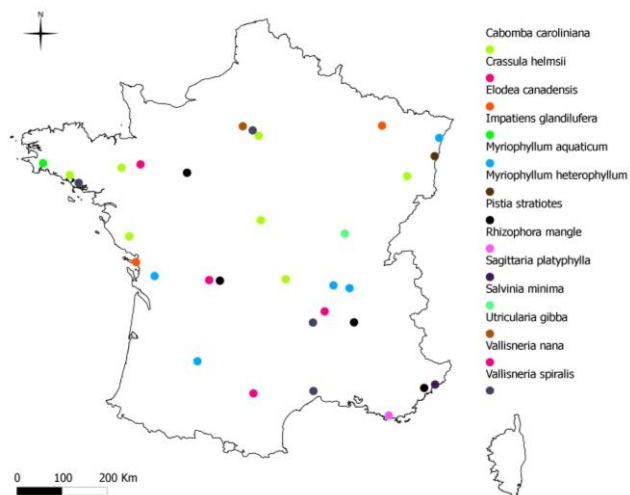 N
Cabomba caroliniana
Crassula helmsii
Elodea canadensis
Impatiens glandilufera
Myriophyllum aquaticum
Myriophyllum heterophyllum
Pistia stratiotes
Rhizophora mangle
Sagittaria platyphylla
Salvinia minima
Utricularia gibba
Vallisneria nana
Vallisneria spiralis
0 100 200 Km